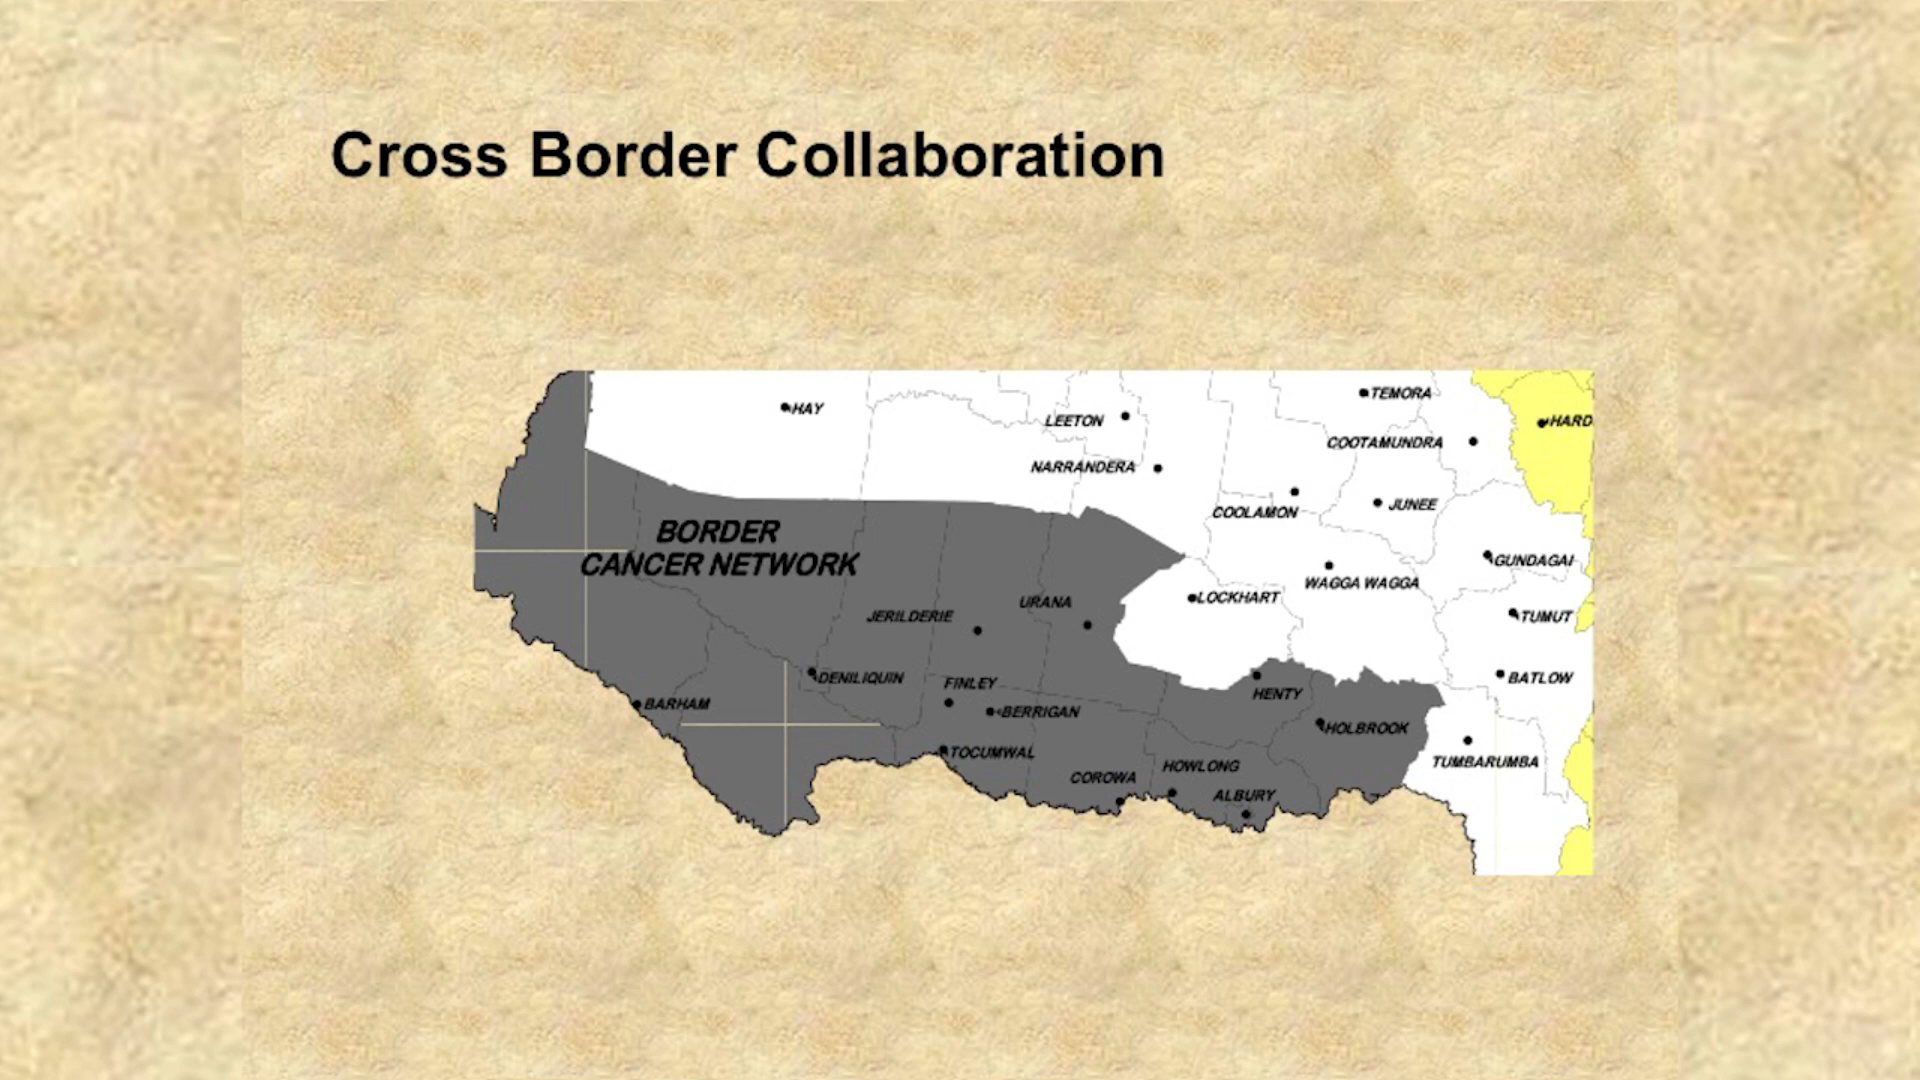 Cross Border Collaboration
HAY
LEETON
TEMORA
HARD
COOTAMUNDRA
NARRANDERA
COOLAMON
JUNEE
BORDER
CANCER NETWORK
GUNDAGAI
WAGGA WAGGA
LOCKHART
URANA
JERILDERIE
TUMUT
DENILIQUIN
FINLEY
BATLOW
HENTY
BARHAM
BERRIGAN
HOLBROOK
TOCUMWAL
TUMBARUMBA
HOWLONG
COROWA
ALBURY